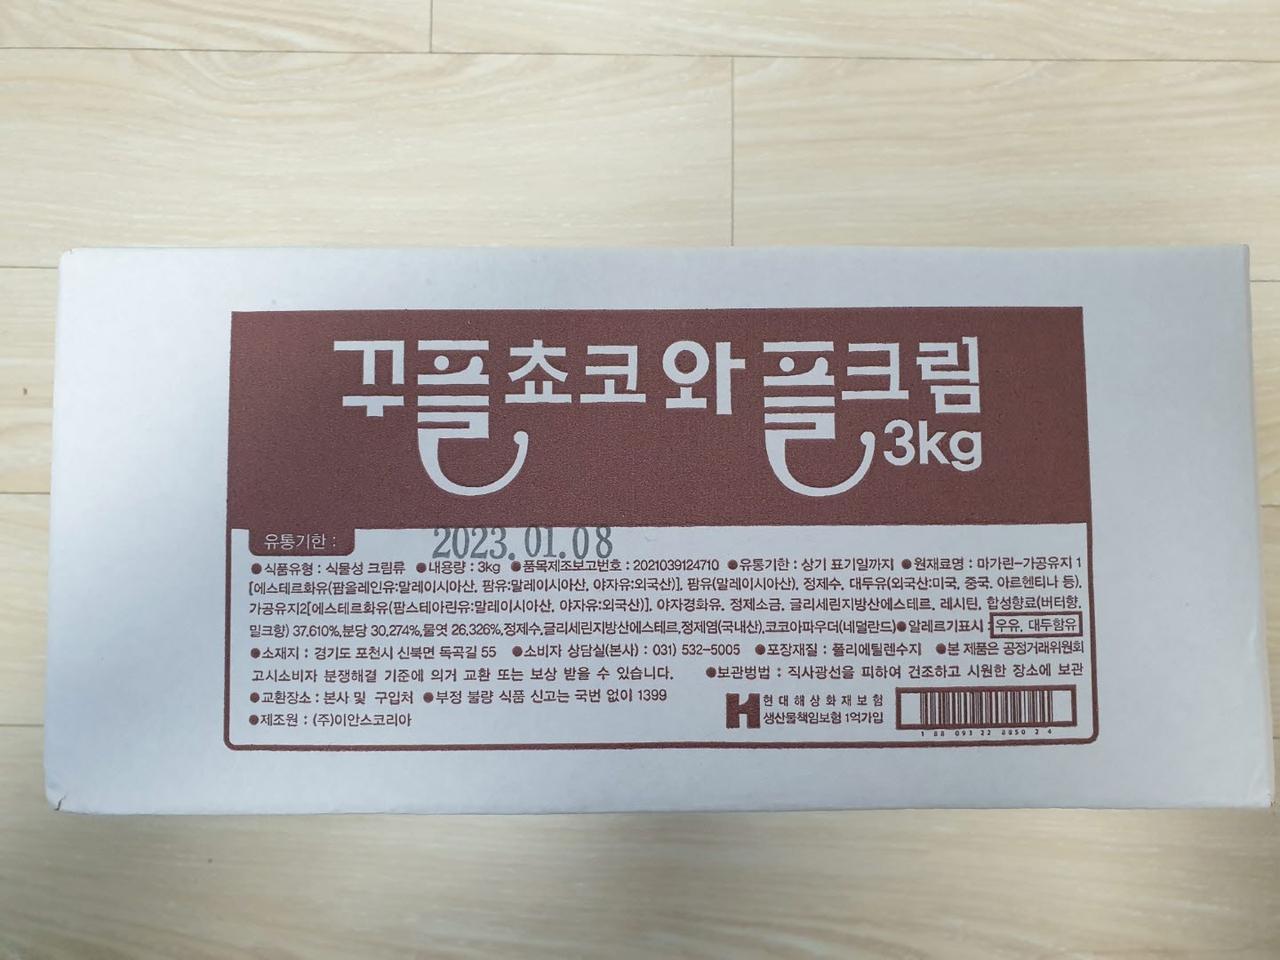 꾸플쵸코와플크림
3kg
유통기한 : 2023.01.08
●식품유형 : 식물성 크림류 ●내용량 : 3kg ●품목제조보고번호 : 202103912471​0 ●유통기한 : 상기 표기일까지 ●원재료명 : 마가린-가공유지 1
[에스테르화유(팜올레인유:말레이시아산, 팜유:말레이시아산, 야자유:외국산)], 팜유(말레이시아산), 정제수, 대두유(외국산:미국, 중국, 아르헨티나 등),
가공유지2[에스테르화유(팜스테아린유:말레이시아산, 야자유:외국산)], 야자경화유, 정제소금, 글리세린지방산에스테르, 레시틴, 합성향료(버터향,
밀크향) 37.610%,분당 30.274%,물엿 26.326%,정제수,글리세린지방산에스테르,정제염(국내산),코코아파우더(네덜란드)●알레르기표시 : 우유, 대두함유
●소재지 : 경기도 포천시 신북면 독곡길 55 ●소비자 상담실(본사) : 031) 532-5005 ●포장재질 : 폴리에틸렌수지 ●본 제품은 공정거래위원회
고시소비자 분쟁해결 기준에 의거 교환 또는 보상 받을 수 있습니다. ●보관방법 : 직사광선을 피하여 건조하고 시원한 장소에 보관
●교환장소 : 본사 및 구입처 ●부정 불량 식품 신고는 국번 없이 1399
●제조원 : (주)이안스코리아
현대해상화재보험
생산물책임보험 1억가입
1 88 093 22 8850 2 4